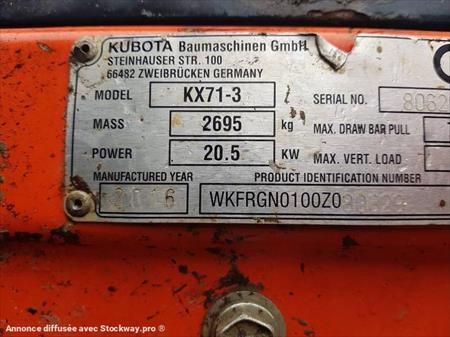 KUBOTA Baumaschinen GmbH
STEINHAUSER STR. 100
66482 ZWEIBRÜCKEN GERMANY
MODEL KX71-3 SERIAL NO.
MASS 2695 kg MAX. DRAW BAR PULL
POWER 20.5 KW MAX. VERT. LOAD
MANUFACTURED YEAR PRODUCT IDENTIFICATION NUMBER
2016
Annonce diffusée avec Stockway.pro ®